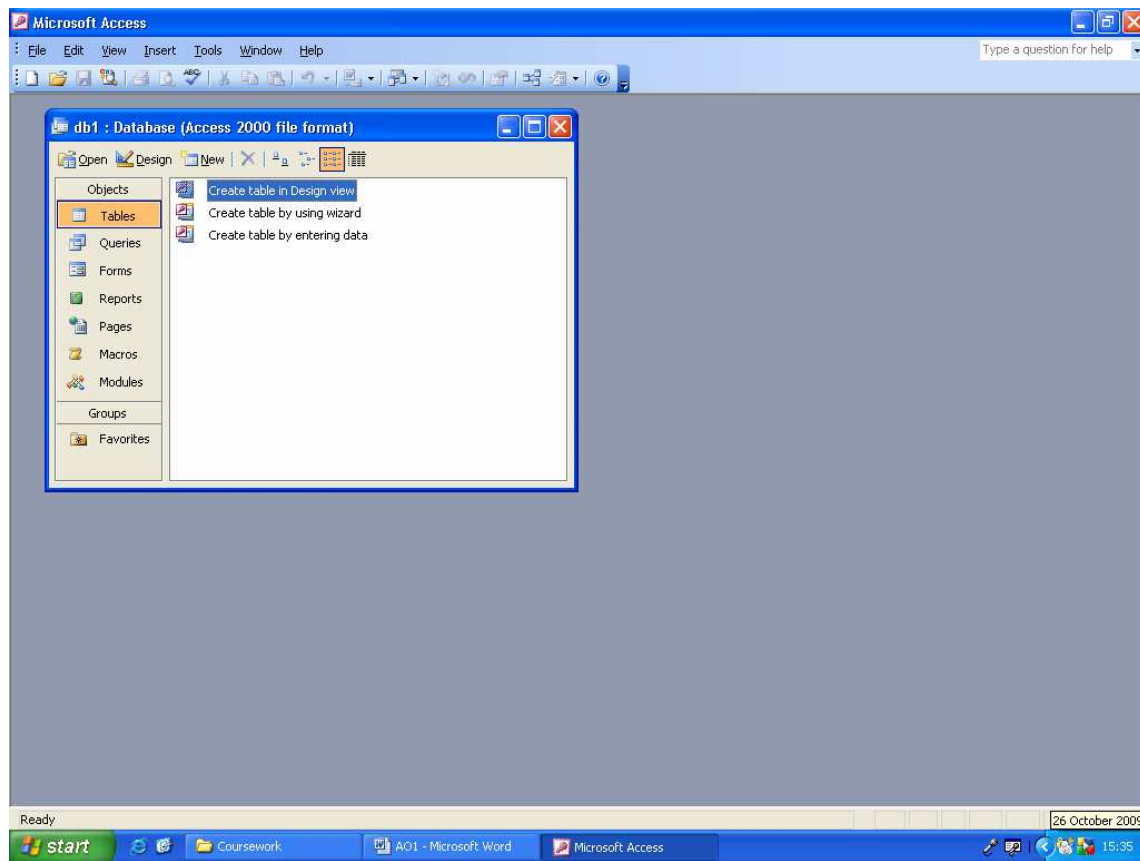 Microsoft Access
File Edit View Insert Tools Window Help
Type a question for help
db1 : Database (Access 2000 file format)
Open Design New
Objects
Tables
Queries
Forms
Reports
Pages
Macros
Modules
Groups
Favorites
Create table in Design view
Create table by using wizard
Create table by entering data
Ready
26 October 2009
start
Coursework
AO1 - Microsoft Word
Microsoft Access
15:35